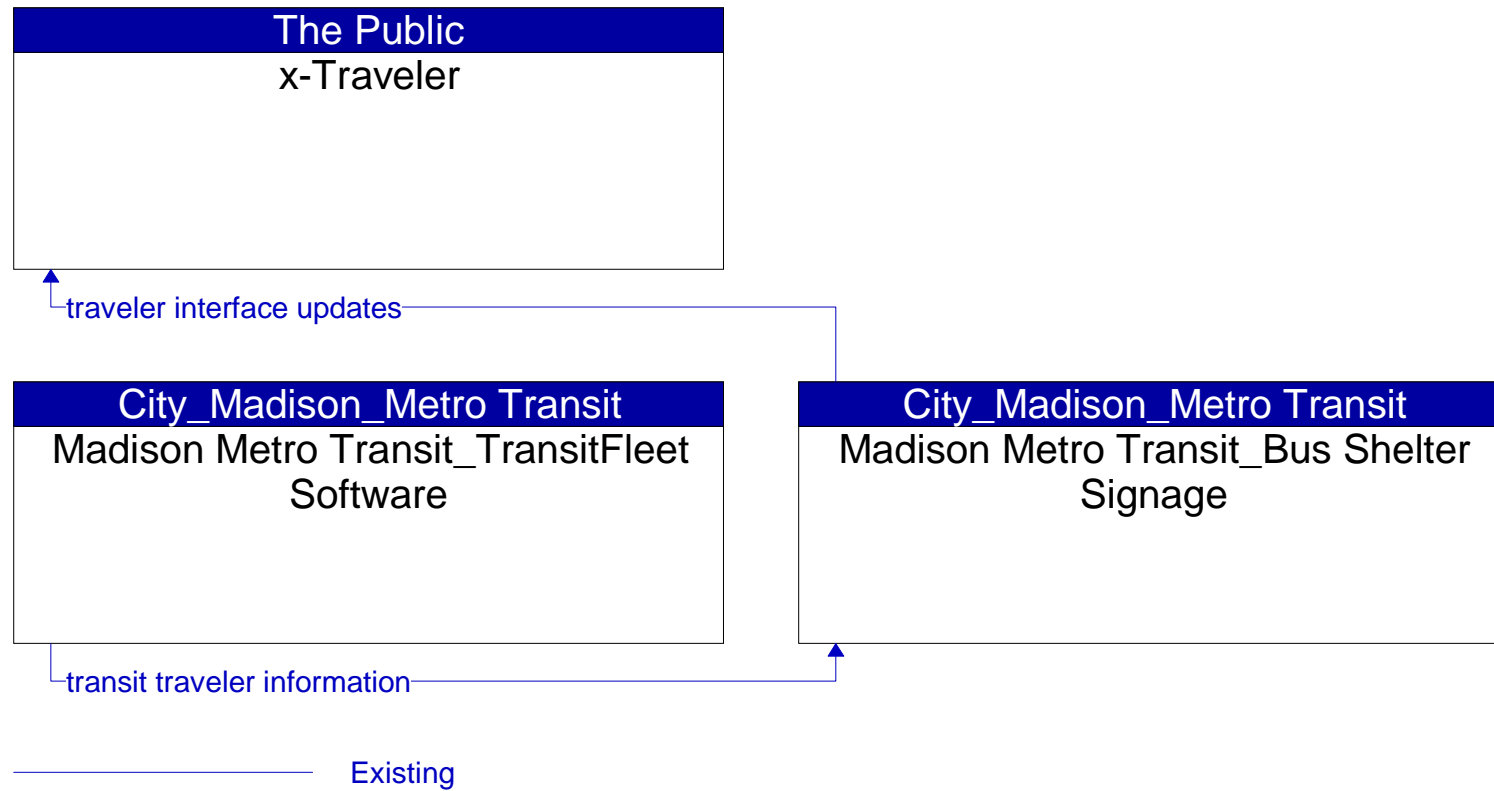 The Public
x-Traveler
traveler interface updates
City_Madison_Metro Transit
Madison Metro Transit_TransitFleet
Software
City_Madison_Metro Transit
Madison Metro Transit_Bus Shelter
Signage
transit traveler information
Existing